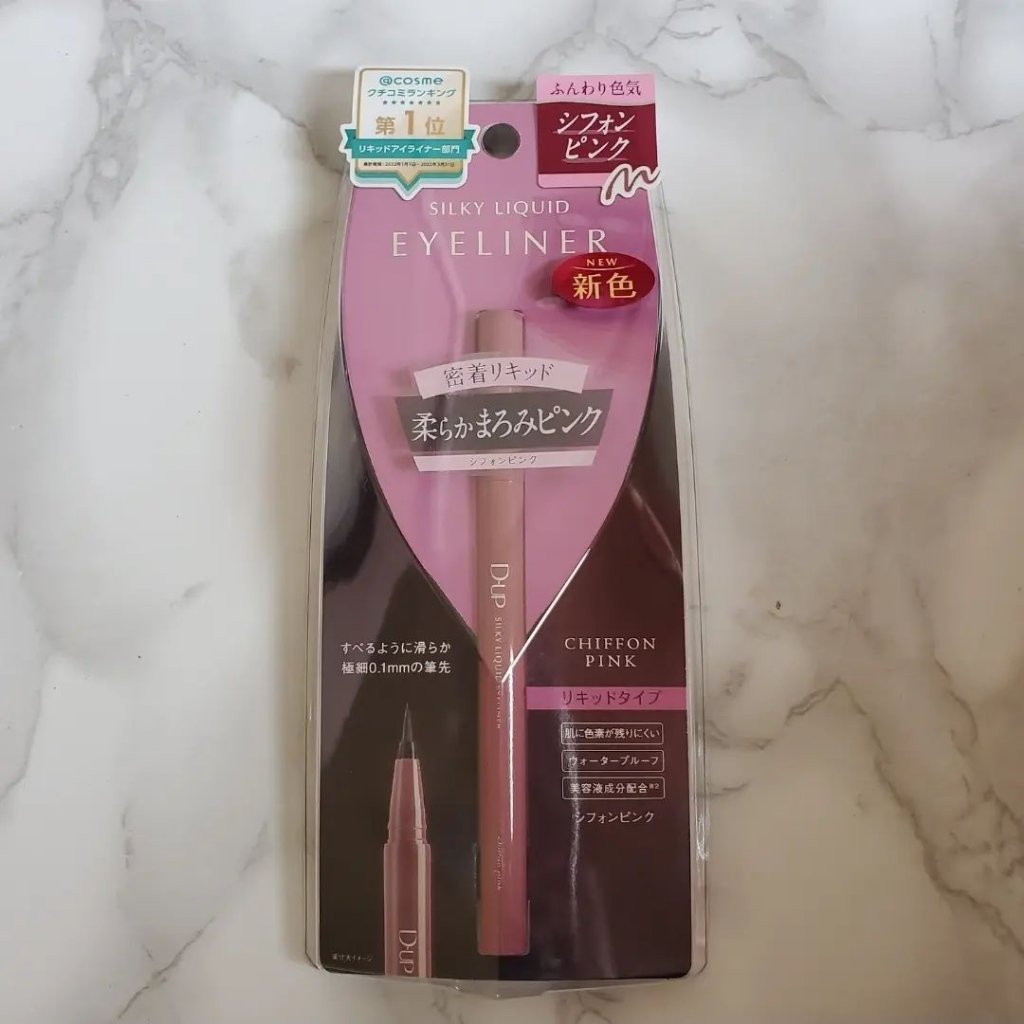 @cosme
クチコミランキング
第1位
リキッドアイライナー部門
ふんわり色気
シフォン
ピンク
SILKY LIQUID
EYELINER
NEW
新色
密着リキッド
柔らかまろみピンク
シフォンピンク
D-UP SILKY LIQUID EYELINER
すべるように滑らか
極細0.1mmの筆先
CHIFFON
PINK
リキッドタイプ
肌に色素が残りにくい
ウォータープルーフ
美容液成分配合※2
シフォンピンク
chiffon pink
D-UP